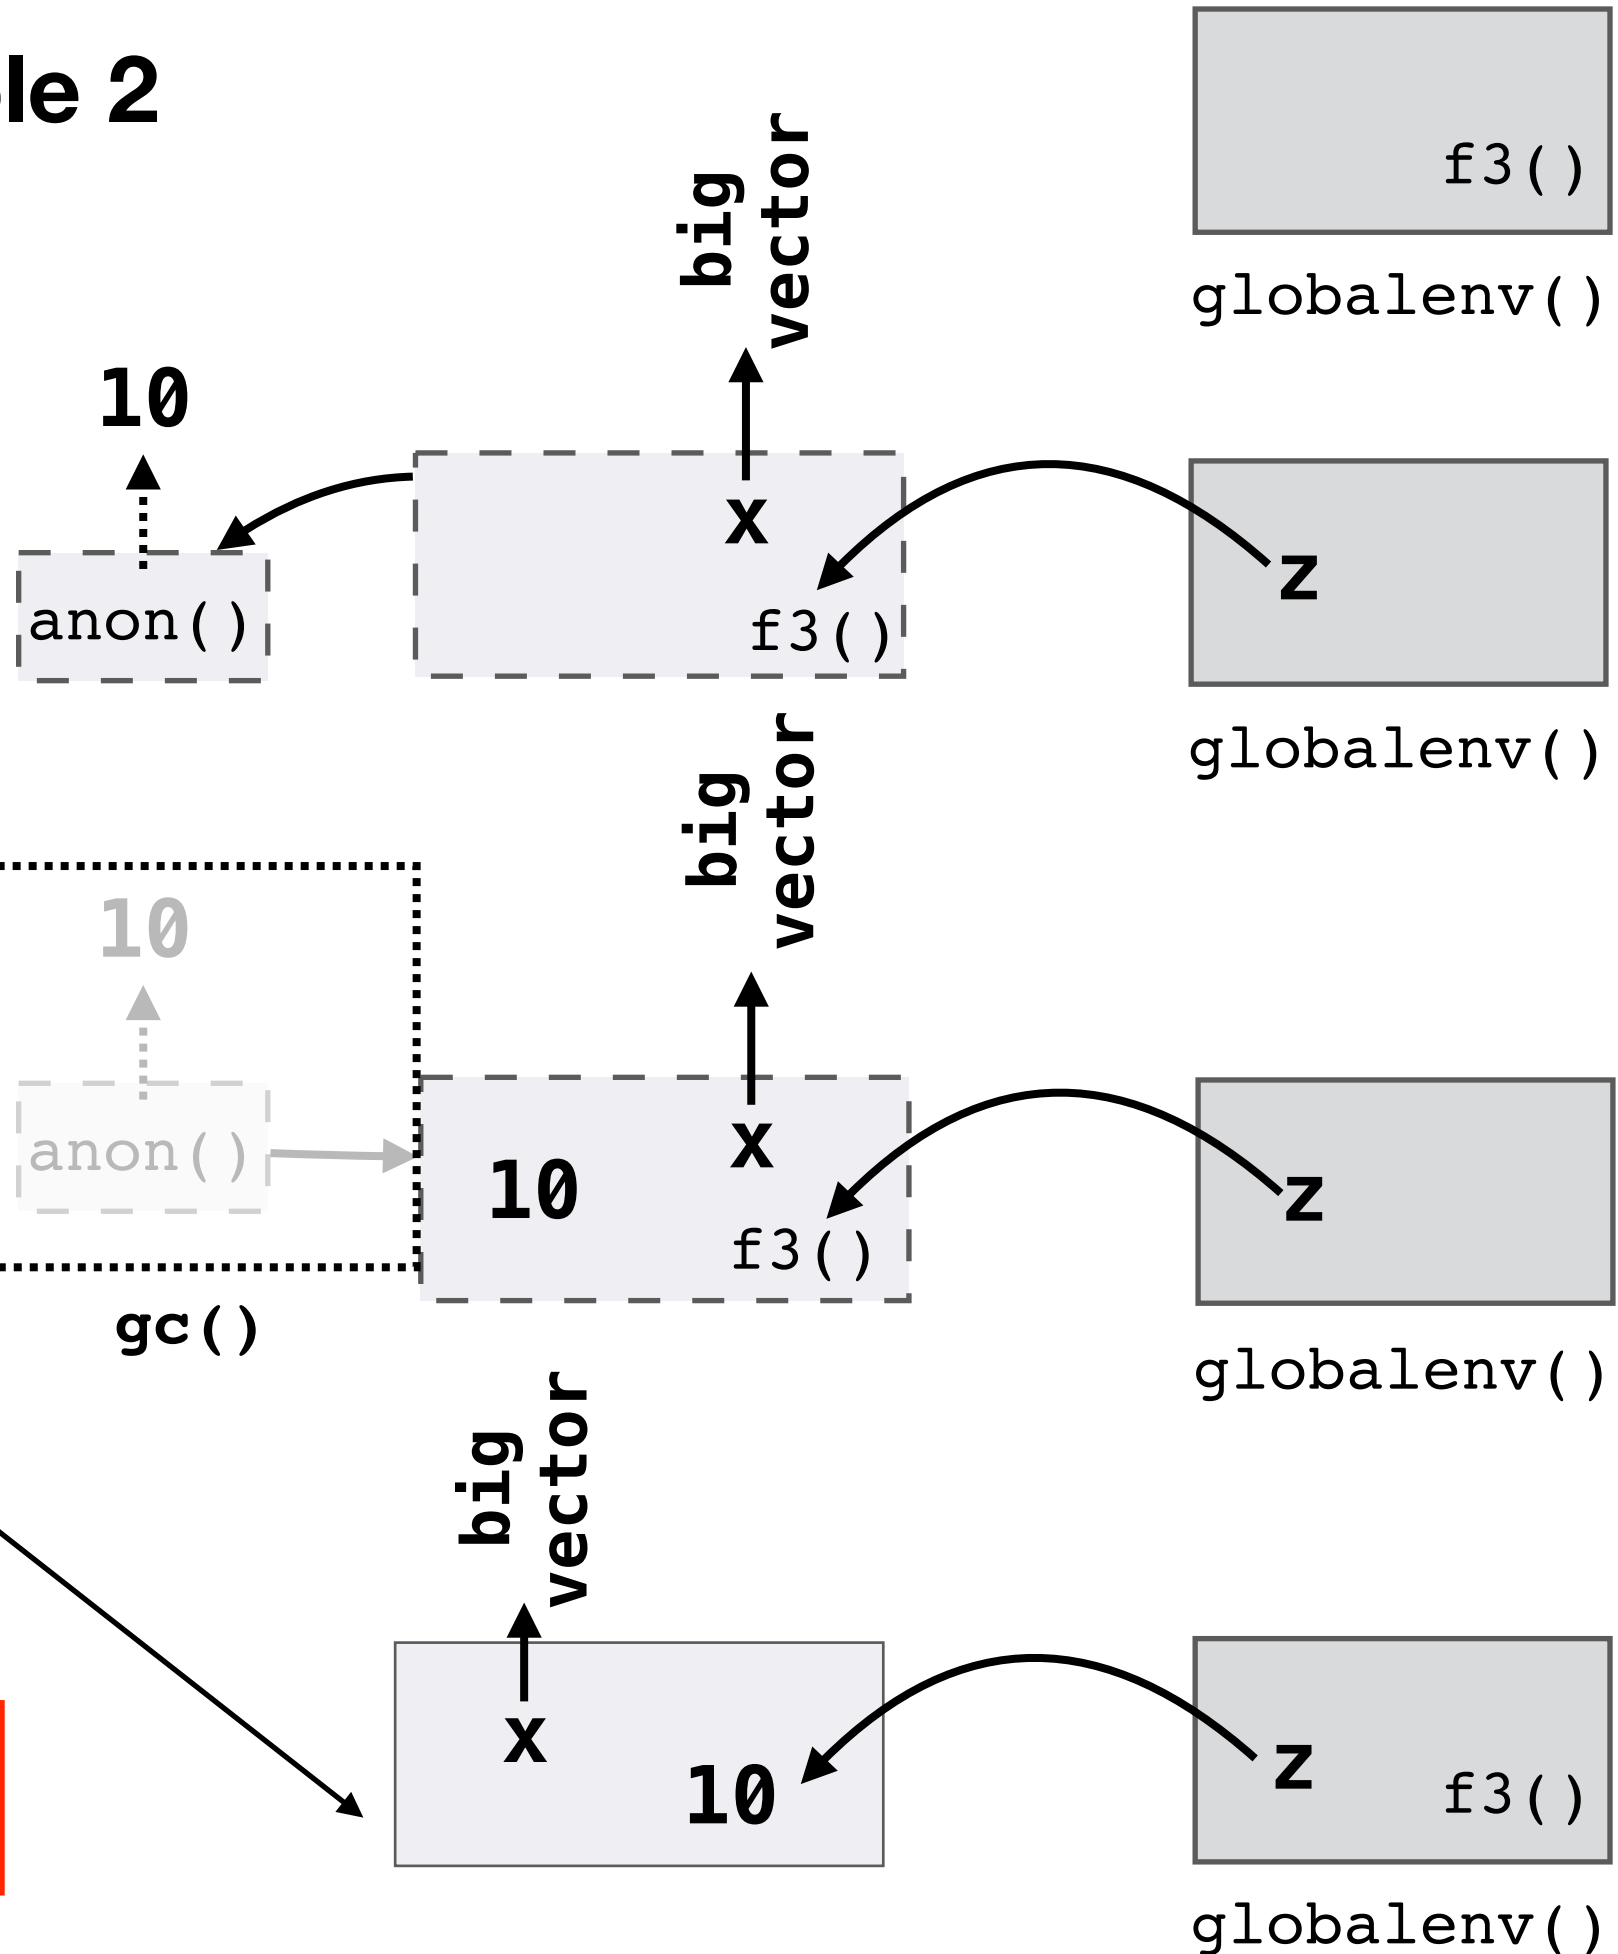 le 2
f3()
globalenv()
big
vector
10
x
z
anon()
f3()
globalenv()
big
vector
10
x
anon()
10
z
f3()
gc()
globalenv()
big
vector
x
z
10
f3()
globalenv()